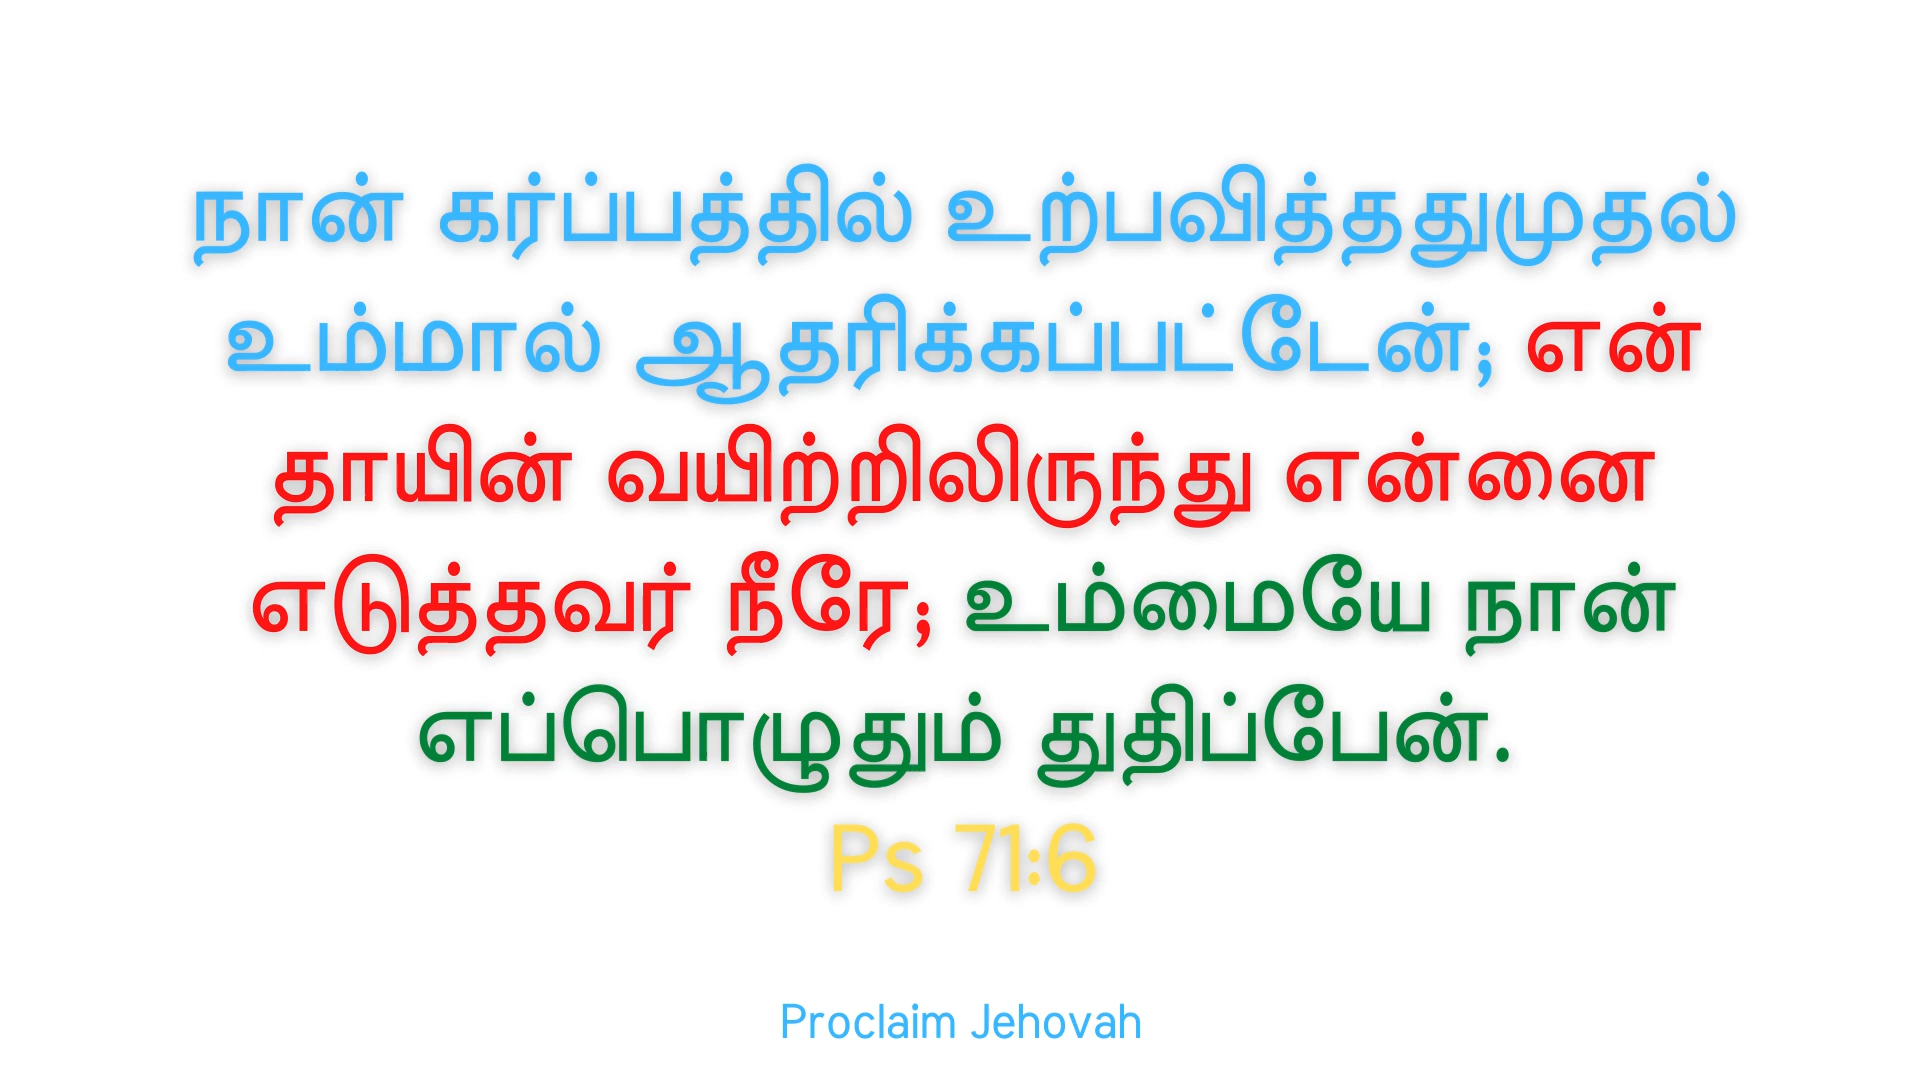 நான் கர்ப்பத்தில் உற்பவித்ததுமுதல்
உம்மால் ஆதரிக்கப்பட்டேன்; என்
தாயின் வயிற்றிலிருந்து என்னை
எடுத்தவர் நீரே; உம்மையே நான்
எப்பொழுதும் துதிப்பேன்.
Ps 71:6
Proclaim Jehovah